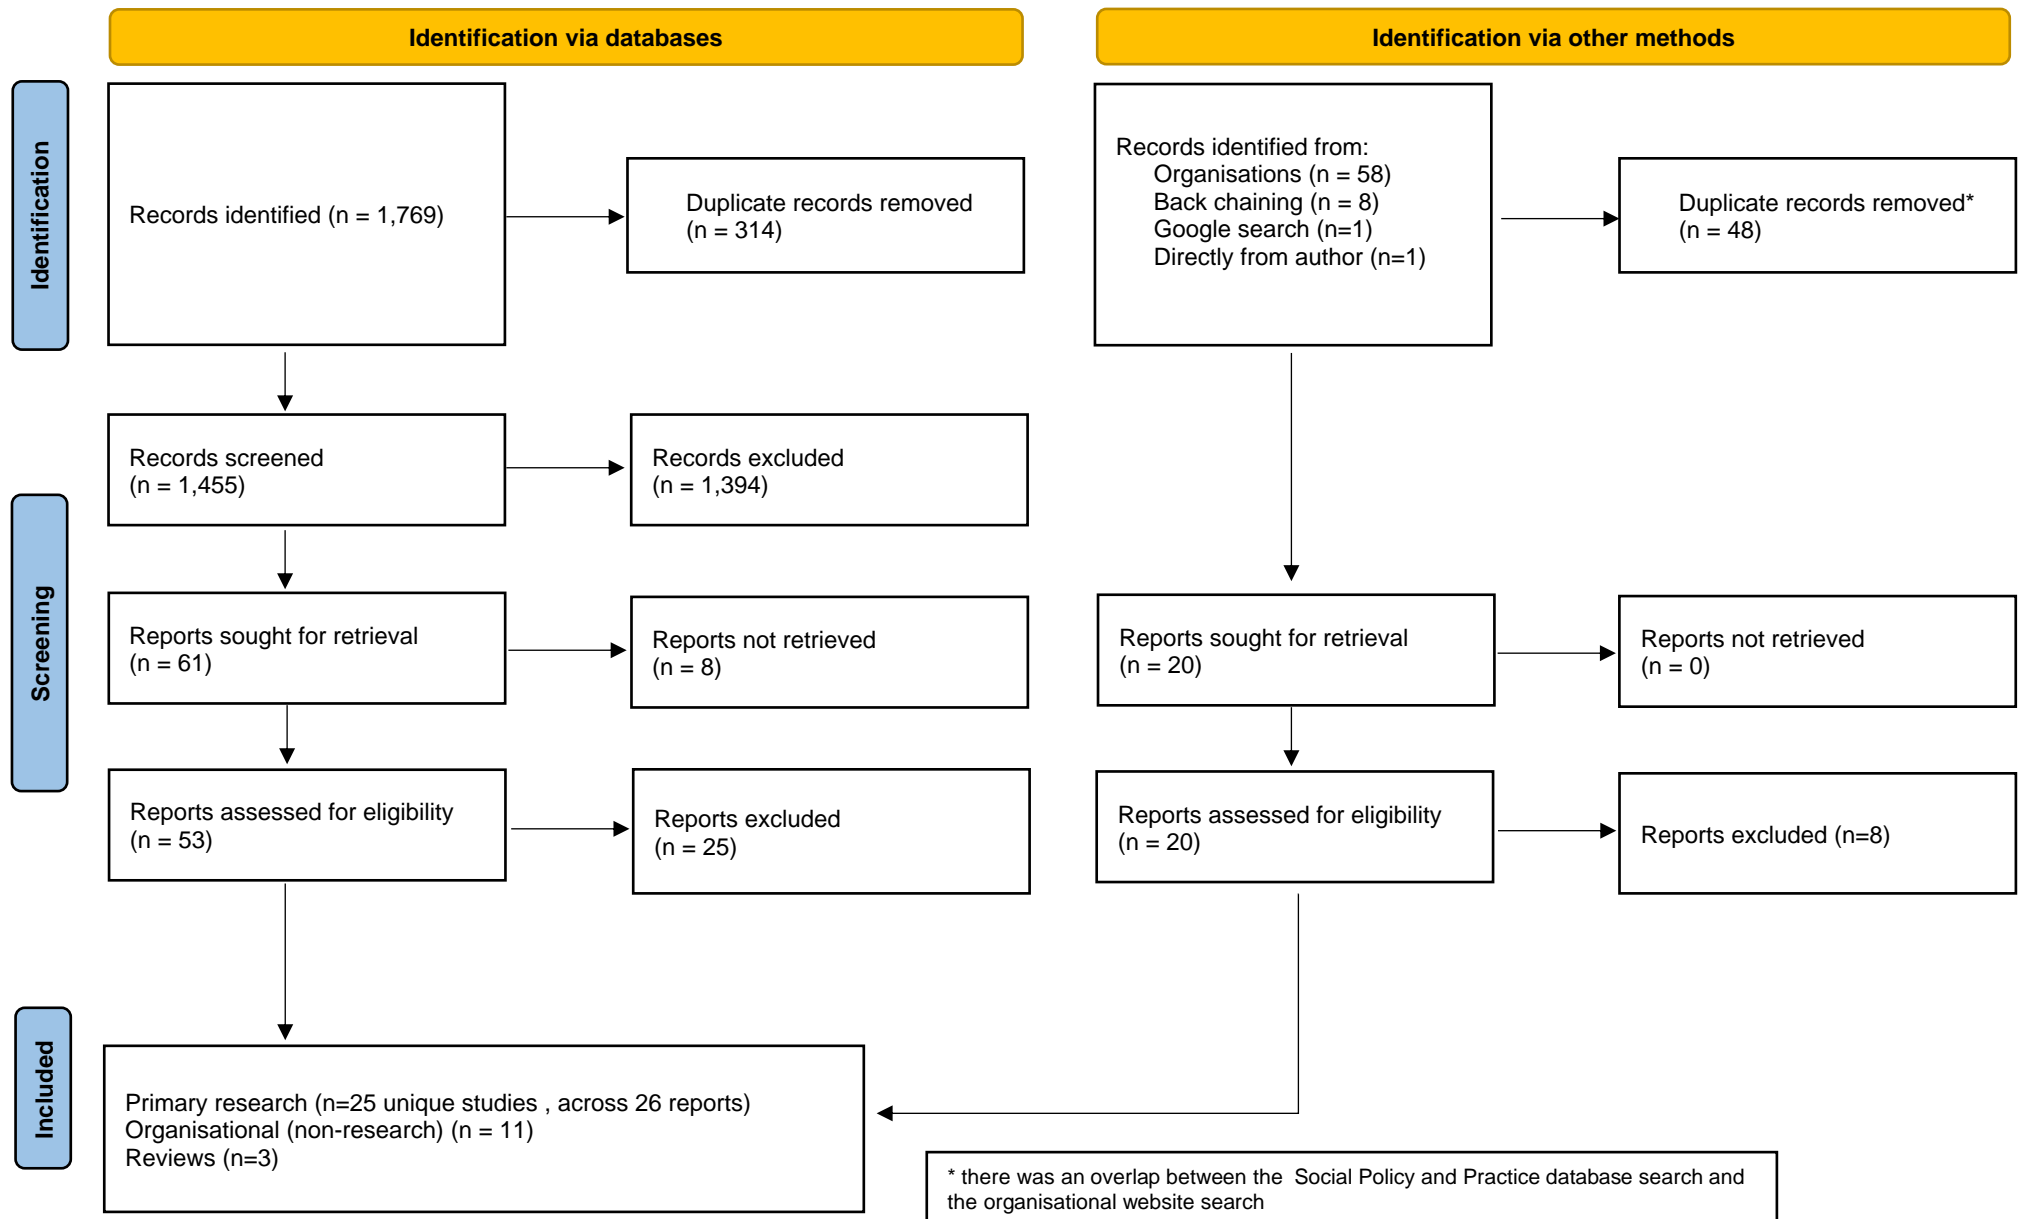 Identification via databases
Identification via other methods
Identification
Records identified (n = 1,769)
Duplicate records removed
(n = 314)
Records identified from:
Organisations (n = 58)
Back chaining (n = 8)
Google search (n=1)
Directly from author (n=1)
Duplicate records removed*
(n = 48)
Screening
Records screened
(n = 1,455)
Records excluded
(n = 1,394)
Reports sought for retrieval
(n = 61)
Reports not retrieved
(n = 8)
Reports sought for retrieval
(n = 20)
Reports not retrieved
(n = 0)
Reports assessed for eligibility
(n = 53)
Reports excluded
(n = 25)
Reports assessed for eligibility
(n = 20)
Reports excluded (n=8)
Included
Primary research (n=25 unique studies , across 26 reports)
Organisational (non-research) (n = 11)
Reviews (n=3)
* there was an overlap between the Social Policy and Practice database search and
the organisational website search